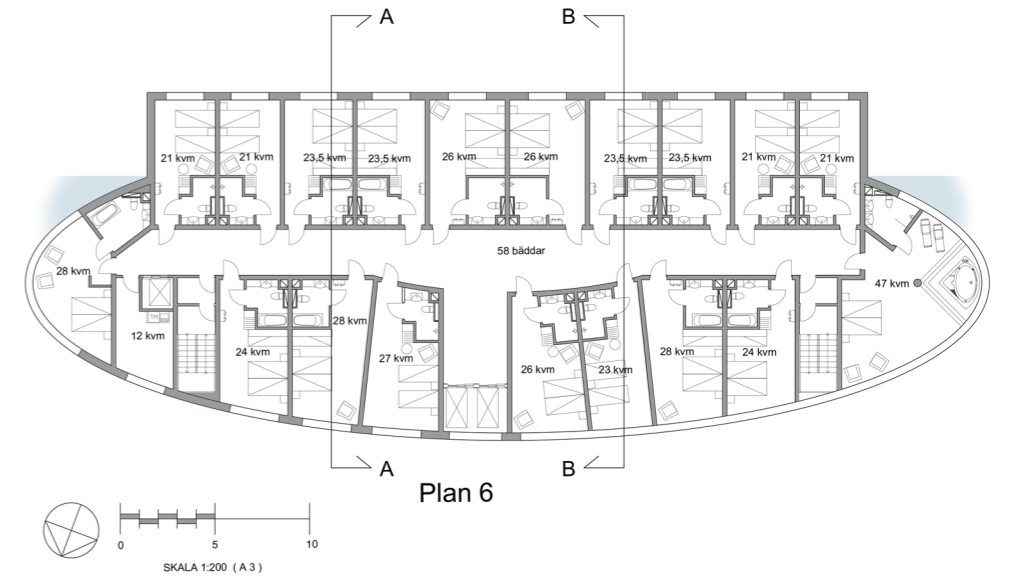 A B
21 kvm 21 kvm 23,5 kvm 23,5 kvm 26 kvm 26 kvm 23,5 kvm 23,5 kvm 21 kvm 21 kvm
58 bäddar
28 kvm 47 kvm
12 kvm 24 kvm 28 kvm 27 kvm 26 kvm 23 kvm 28 kvm 24 kvm
A B
Plan 6
0 5 10
SKALA 1:200 ( A 3 )